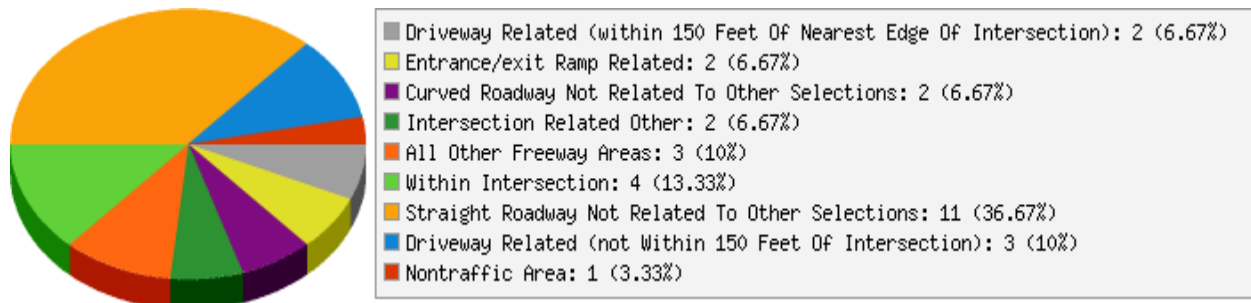 Driveway Related (within 150 Feet Of Nearest Edge Of Intersection): 2 (6.67%)
Entrance/exit Ramp Related: 2 (6.67%)
Curved Roadway Not Related To Other Selections: 2 (6.67%)
Intersection Related Other: 2 (6.67%)
All Other Freeway Areas: 3 (10%)
Within Intersection: 4 (13.33%)
Straight Roadway Not Related To Other Selections: 11 (36.67%)
Driveway Related (not Within 150 Feet Of Intersection): 3 (10%)
Nontraffic Area: 1 (3.33%)